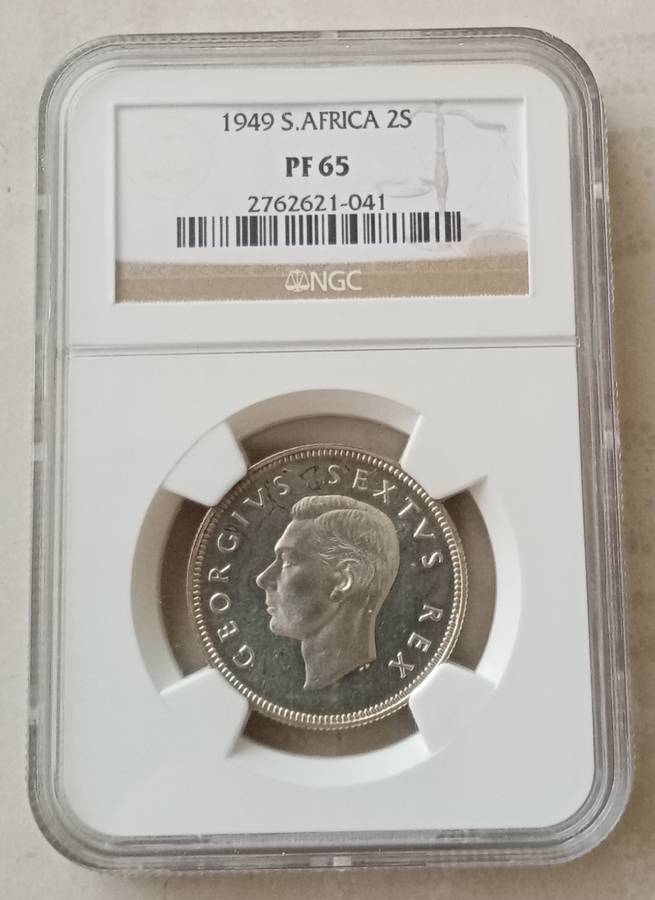 1949 S.AFRICA 2S
PF 65
2762621-041
NGC
GEORGIVS SEXTVS REX